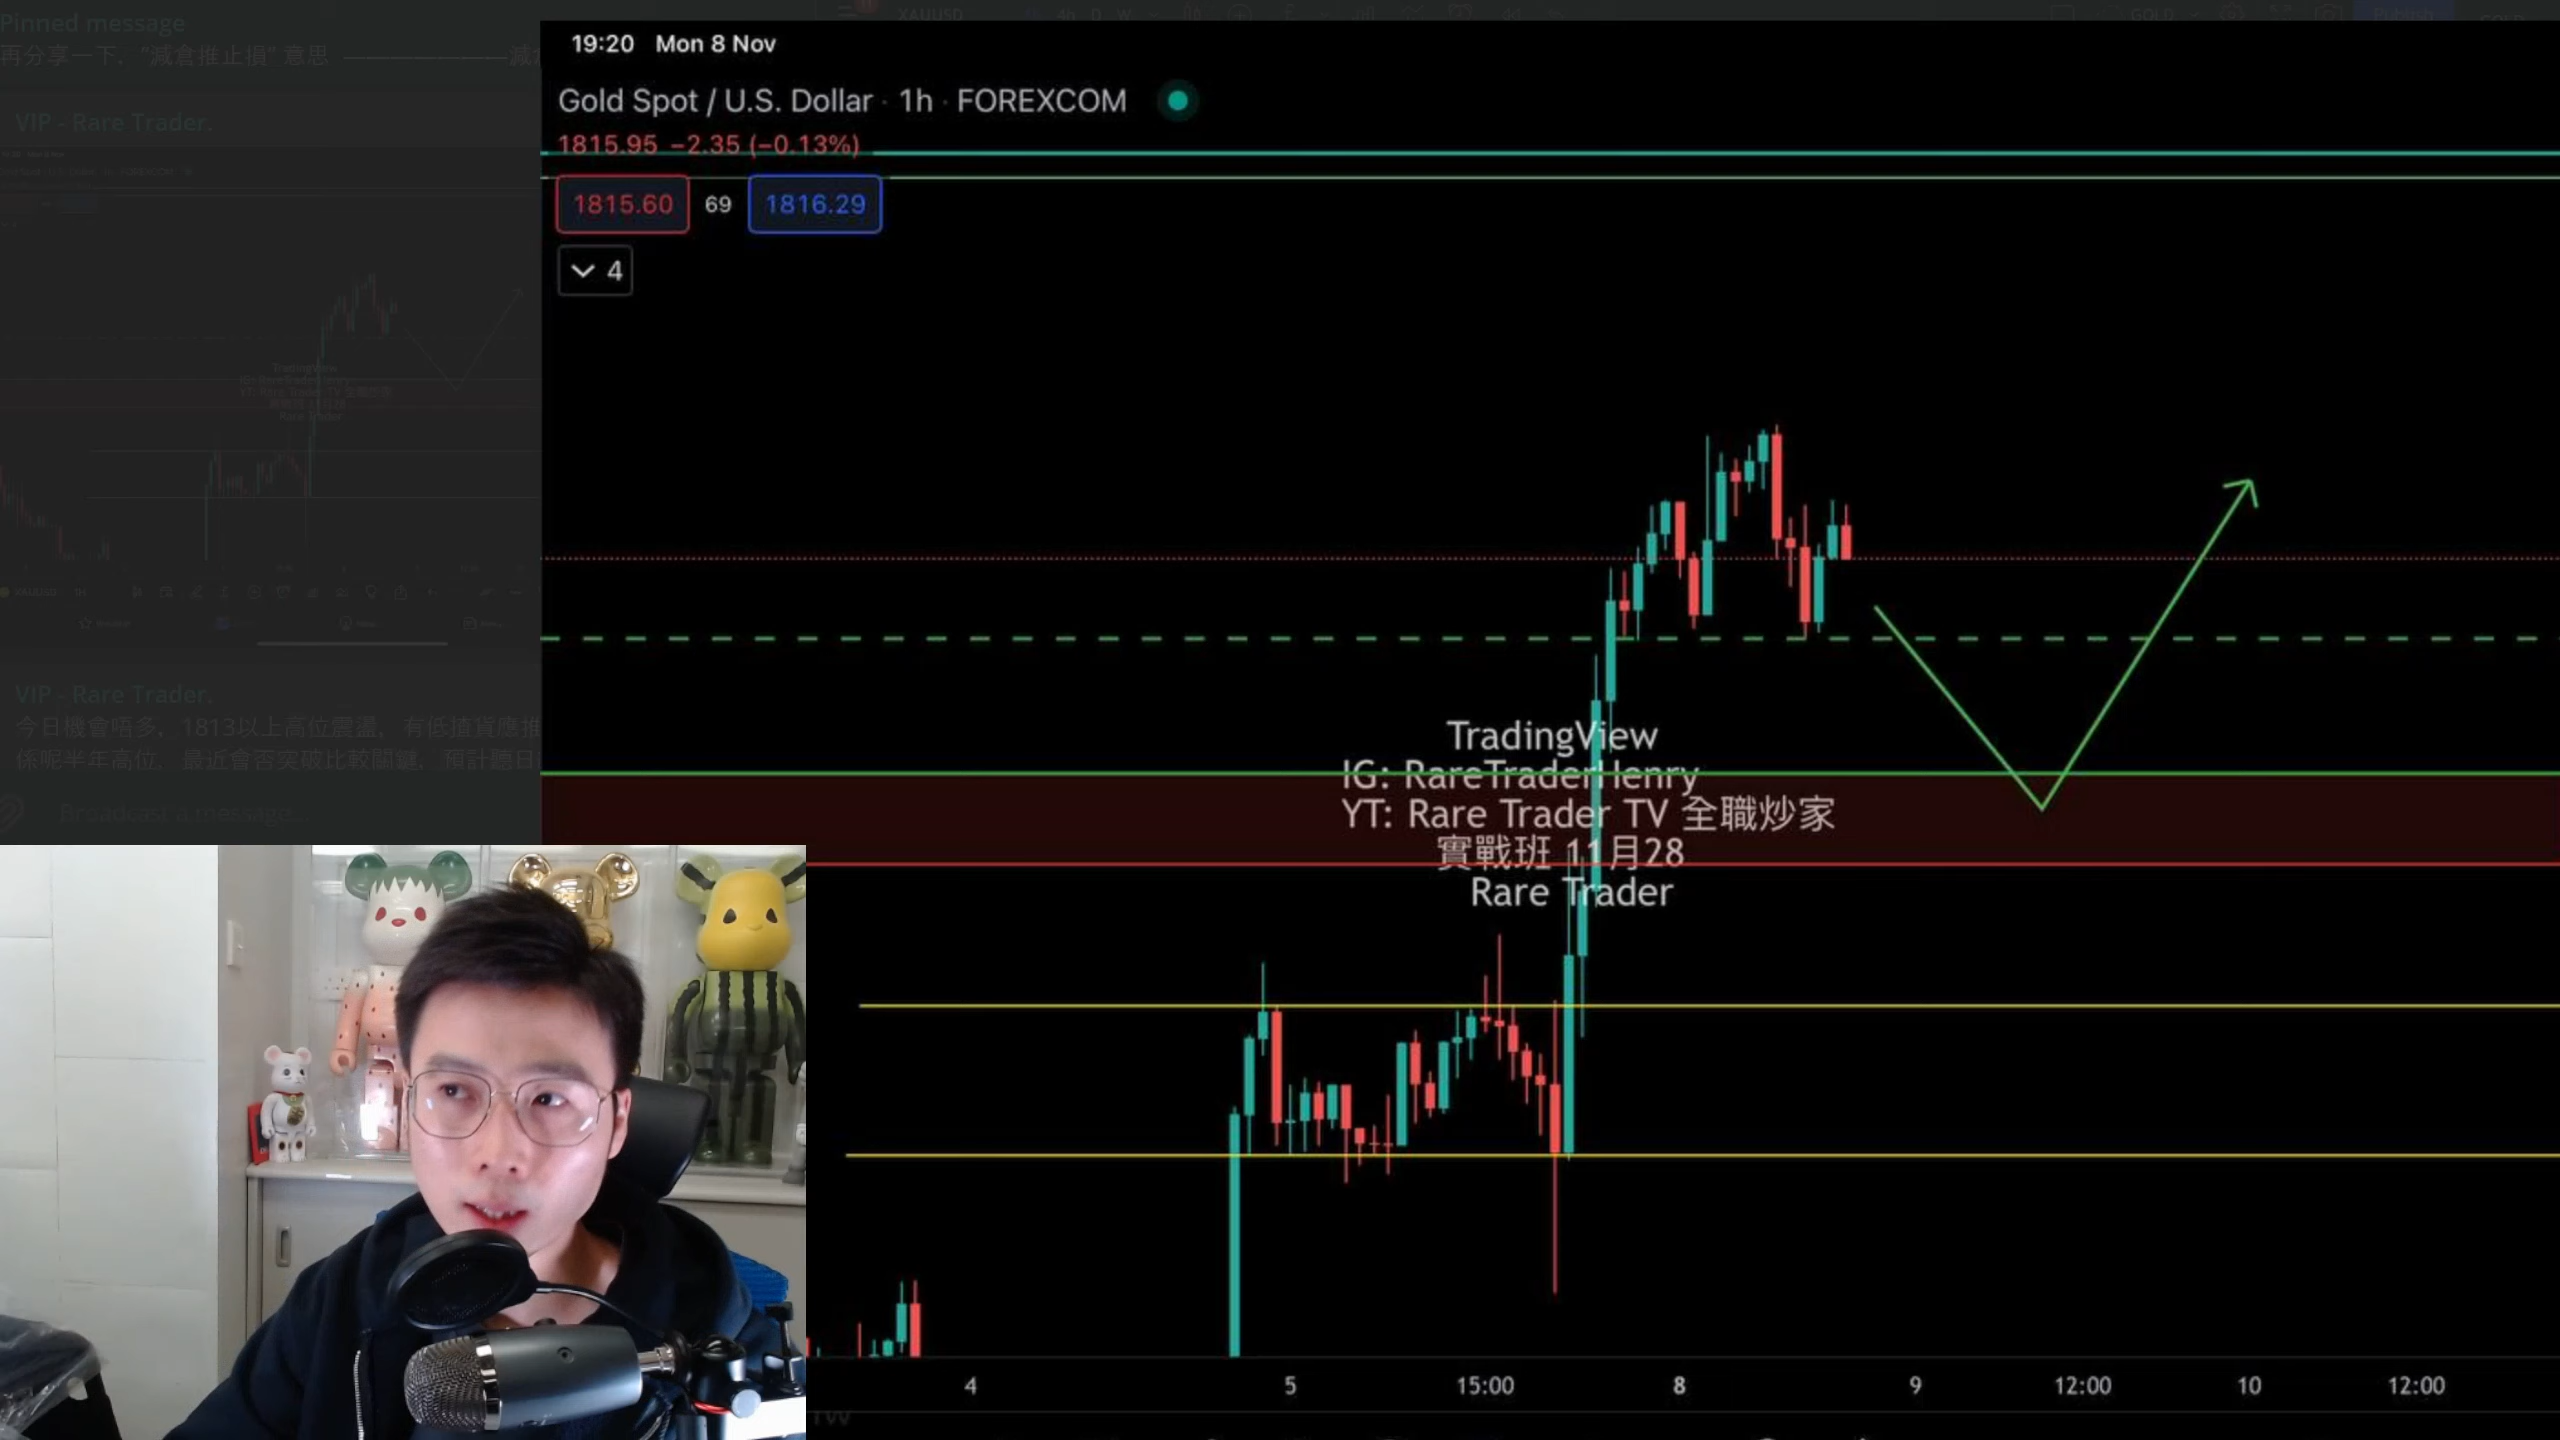 Pinned message
再分享一下, "減倉推止損" 意思
VIP - Rare Trader.
VIP - Rare Trader.
今日機會唔多, 1813以上高位震盪, 有低揸貨應推
係呢半年高位, 最近會否突破比較關鍵, 預計聽日
Broadcast a message...
XAUUSD
GOLD
Publish
19:20 Mon 8 Nov
Gold Spot / U.S. Dollar · 1h · FOREXCOM
1815.95 −2.35 (−0.13%)
1815.60 69 1816.29
4
TradingView
IG: RareTraderHenry
YT: Rare Trader TV 全職炒家
實戰班 11月28
Rare Trader
4 5 15:00 8 9 12:00 10 12:00